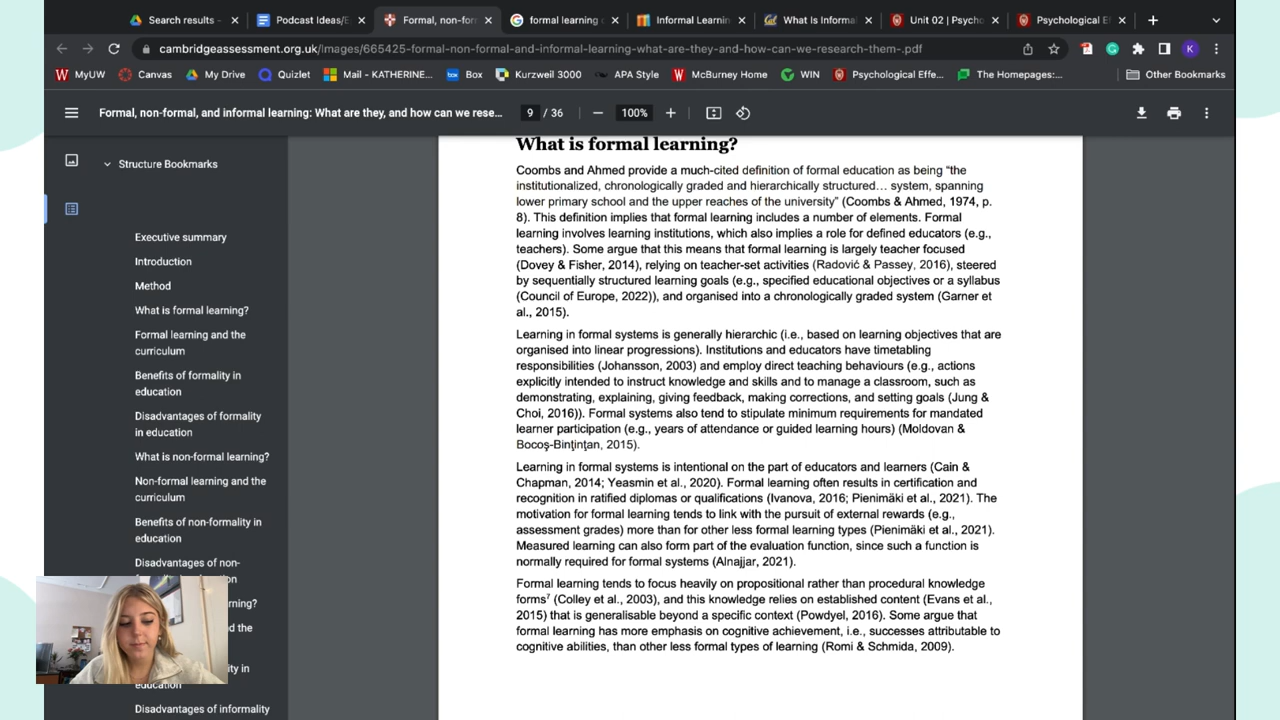 Search results -
Podcast Ideas/E
Formal, non-for
formal learning
Informal Learnin
What Is Informa
Unit 02 | Psycho
Psychological Ef
cambridgeassessment.org.uk/Images/665425-formal-non-formal-and-informal-learning-what-are-they-and-how-can-we-research-them-.pdf
K
MyUW
Canvas
My Drive
Quizlet
Mail - KATHERINE...
box Box
Kurzweil 3000
APA Style
McBurney Home
WIN
Psychological Effe...
The Homepages:...
Other Bookmarks
Formal, non-formal, and informal learning: What are they, and how can we rese...
9 / 36
100%
Structure Bookmarks
Executive summary
Introduction
Method
What is formal learning?
Formal learning and the
curriculum
Benefits of formality in
education
Disadvantages of formality
in education
What is non-formal learning?
Non-formal learning and the
curriculum
Benefits of non-formality in
education
Disadvantages of non-
Disadvantages of informality
What is formal learning?
Coombs and Ahmed provide a much-cited definition of formal education as being “the
institutionalized, chronologically graded and hierarchically structured… system, spanning
lower primary school and the upper reaches of the university” (Coombs & Ahmed, 1974, p.
8). This definition implies that formal learning includes a number of elements. Formal
learning involves learning institutions, which also implies a role for defined educators (e.g.,
teachers). Some argue that this means that formal learning is largely teacher focused
(Dovey & Fisher, 2014), relying on teacher-set activities (Radović & Passey, 2016), steered
by sequentially structured learning goals (e.g., specified educational objectives or a syllabus
(Council of Europe, 2022)), and organised into a chronologically graded system (Garner et
al., 2015).
Learning in formal systems is generally hierarchic (i.e., based on learning objectives that are
organised into linear progressions). Institutions and educators have timetabling
responsibilities (Johansson, 2003) and employ direct teaching behaviours (e.g., actions
explicitly intended to instruct knowledge and skills and to manage a classroom, such as
demonstrating, explaining, giving feedback, making corrections, and setting goals (Jung &
Choi, 2016)). Formal systems also tend to stipulate minimum requirements for mandated
learner participation (e.g., years of attendance or guided learning hours) (Moldovan &
Bocoş-Binţinţan, 2015).
Learning in formal systems is intentional on the part of educators and learners (Cain &
Chapman, 2014; Yeasmin et al., 2020). Formal learning often results in certification and
recognition in ratified diplomas or qualifications (Ivanova, 2016; Pienimäki et al., 2021). The
motivation for formal learning tends to link with the pursuit of external rewards (e.g.,
assessment grades) more than for other less formal learning types (Pienimäki et al., 2021).
Measured learning can also form part of the evaluation function, since such a function is
normally required for formal systems (Alnajjar, 2021).
Formal learning tends to focus heavily on propositional rather than procedural knowledge
forms⁷ (Colley et al., 2003), and this knowledge relies on established content (Evans et al.,
2015) that is generalisable beyond a specific context (Powdyel, 2016). Some argue that
formal learning has more emphasis on cognitive achievement, i.e., successes attributable to
cognitive abilities, than other less formal types of learning (Romi & Schmida, 2009).